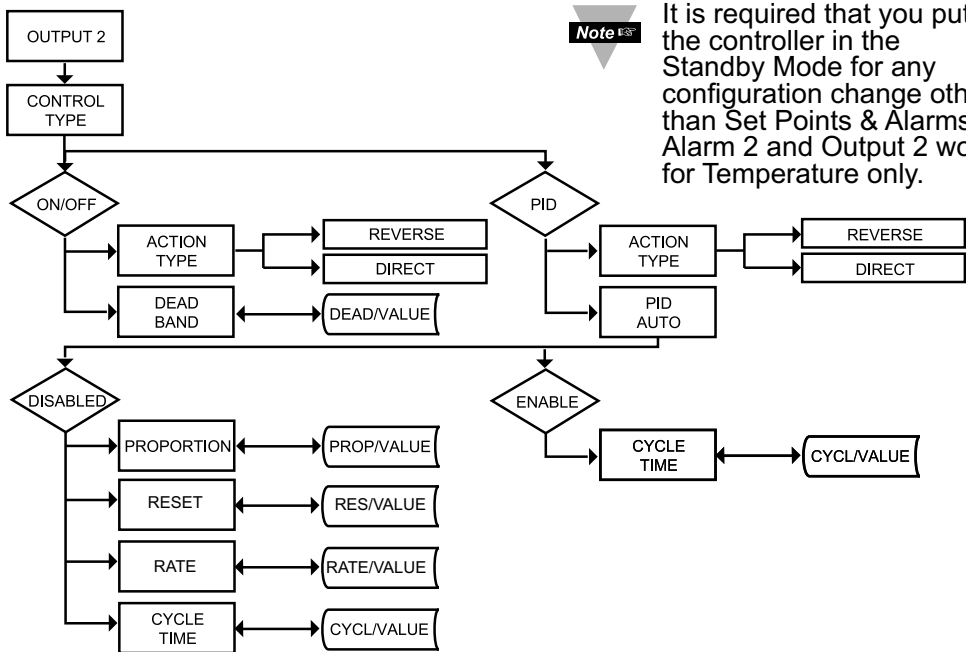 OUTPUT 2
CONTROL
TYPE
Note
It is required that you put
the controller in the
Standby Mode for any
configuration change oth
than Set Points & Alarms
Alarm 2 and Output 2 wo
for Temperature only.
ON/OFF
PID
ACTION
TYPE
REVERSE
DIRECT
DEAD
BAND
DEAD/VALUE
ACTION
TYPE
REVERSE
DIRECT
PID
AUTO
DISABLED
ENABLE
PROPORTION
PROP/VALUE
RESET
RES/VALUE
RATE
RATE/VALUE
CYCLE
TIME
CYCL/VALUE
CYCLE
TIME
CYCL/VALUE